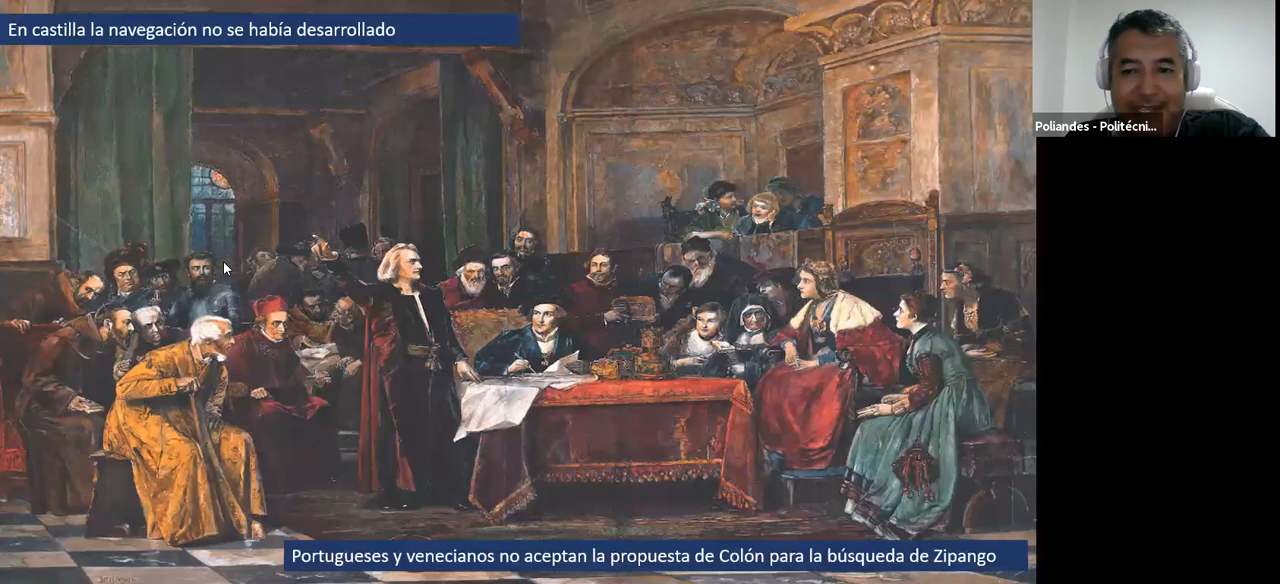 En castilla la navegación no se había desarrollado
Poliandes - Politécni...
Portugueses y venecianos no aceptan la propuesta de Colón para la búsqueda de Zipango